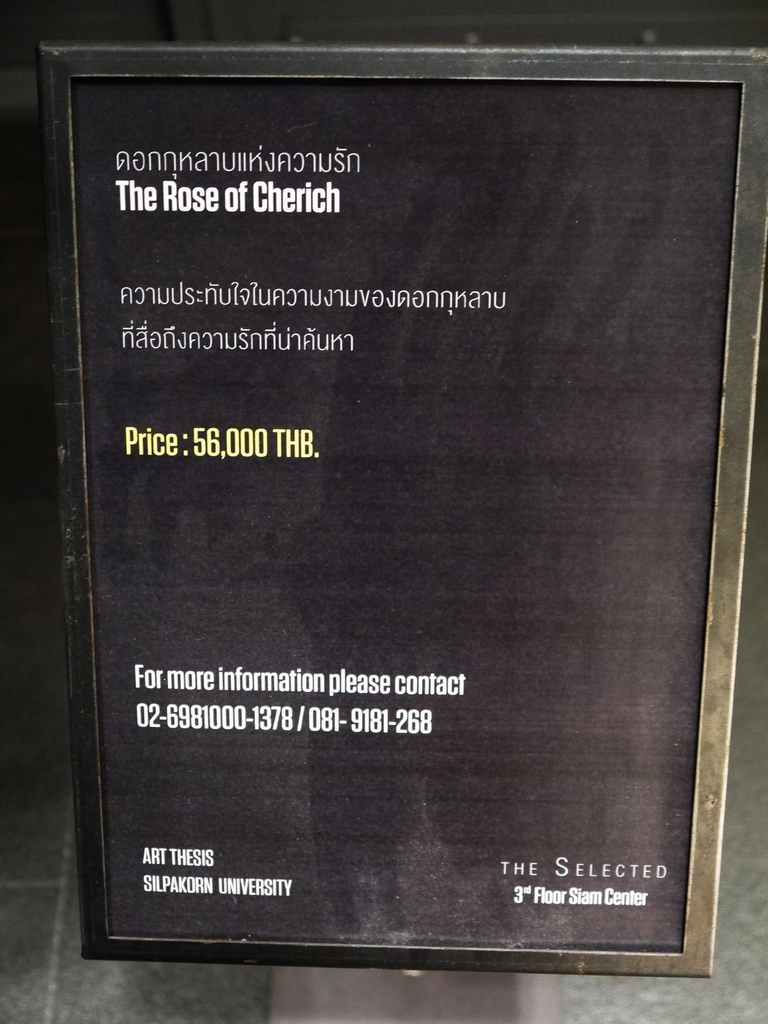 ดอกกุหลาบแห่งความรัก
The Rose of Cherich
ความประทับใจในความงามของดอกกุหลาบ
ที่สื่อถึงความรักที่น่าค้นหา
Price : 56,000 THB.
For more information please contact
02-6981000-1378 / 081- 9181-268
ART THESIS
SILPAKORN UNIVERSITY
THE SELECTED
3rd Floor Siam Center